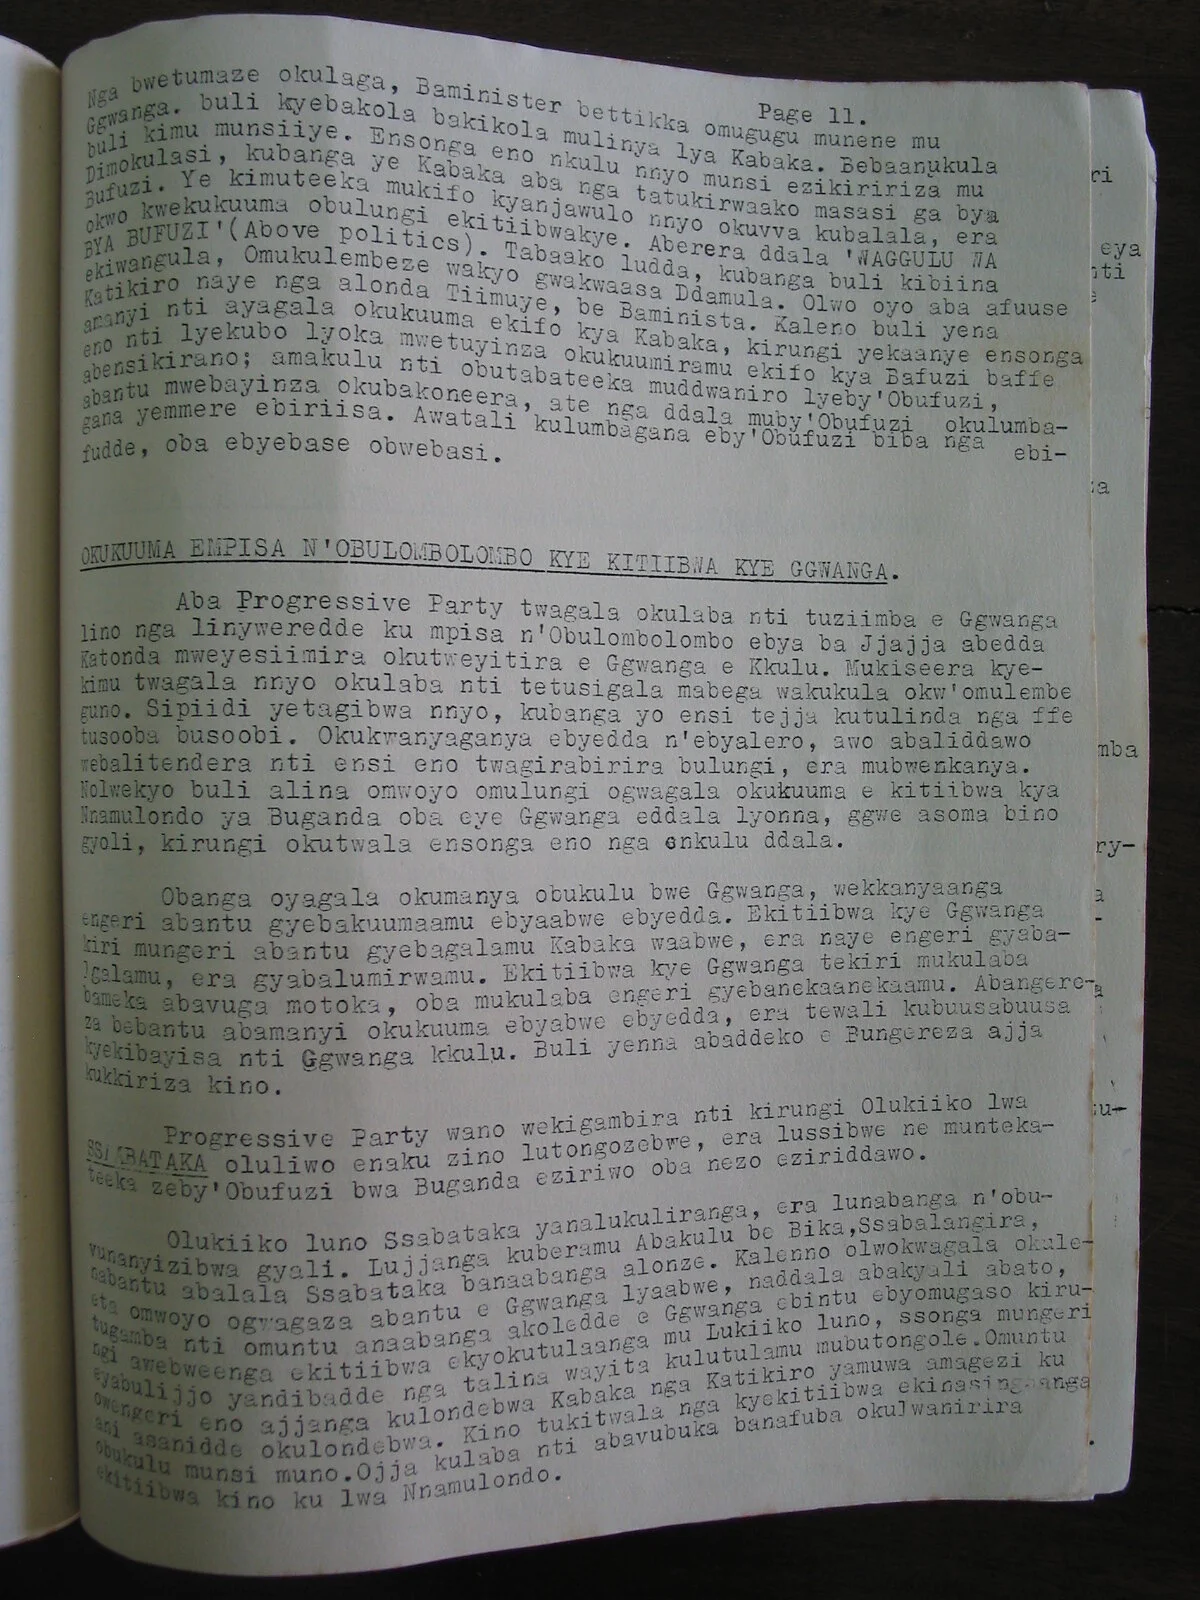 Page 11.
Nga bwetumaze okulaga, Baminister bettikka omugugu munene mu
Ggwanga. buli kyebakola bakikola mulinya lya Kabaka. Bebaanukula
buli kimu munsiiye. Ensonga eno nkulu nnyo munsi ezikiririza mu
Dimokulasi, kubanga ye Kabaka aba nga tatukirwaako masasi ga bya
Bufuzi. Ye kimuteeka mukifo kyanjawulo nnyo okuvva kubalala, era
okwo kwekukuuma obulungi ekitiibwakye. Aberera ddala 'WAGGULU NA
BYA BUFUZI'(Above politics). Tabaako ludda, kubanga buli kibiina
ekiwangula, Omukulembeze wakyo gwakwaasa Ddamula. Olwo oyo aba afuuse
Katikiro naye nga alonda Tiimuye, be Baminista. Kaleno buli yena
amanyi nti ayagala okukuuma ekifo kya Kabaka, kirungi yekaanye ensonga
eno nti lyekubo lyoka mwetuyinza okukuumiramu ekifo kya Bafuzi baffe
abensikirano; amakulu nti obutabateeka muddwaniro lyeby'Obufuzi,
abantu mwebayinza okubakoneera, ate nga ddala muby'Obufuzi okulumba-
gana yemmere ebiriisa. Awatali kulumbagana eby'Obufuzi biba nga ebi-
fudde, oba ebyebase obwebasi.
OKUKUUMA EMPISA N'OBULOMBOLOMBO KYE KITIIBWA KYE GGWANGA.
Aba Progressive Party twagala okulaba nti tuziimba e Ggwanga
lino nga linyweredde ku mpisa n'Obulombolombo ebya ba Jjajja abedda
Katonda mweyesiimira okutweyitira e Ggwanga e Kkulu. Mukiseera kye-
kimu twagala nnyo okulaba nti tetusigala mabega wakukula okw'omulembe
guno. Sipiidi yetagibwa nnyo, kubanga yo ensi tejja kutulinda nga ffe
tusooba busoobi. Okukwanyaganya ebyedda n'ebyalero, awo abaliddawo
webalitendera nti ensi eno twagirabirira bulungi, era mubwenkanya.
Nolwekyo buli alina omwoyo omulungi ogwagala okukuuma e kitiibwa kya
Nnamulondo ya Buganda oba eye Ggwanga eddala lyonna, ggwe asoma bino
gyoli, kirungi okutwala ensonga eno nga enkulu ddala.
Obanga oyagala okumanya obukulu bwe Ggwanga, wekkanyaanga
engeri abantu gyebakuumaamu ebyaabwe ebyedda. Ekitiibwa kye Ggwanga
kiri mungeri abantu gyebagalamu Kabaka waabwe, era naye engeri gyaba-
galamu, era gyabalumirwamu. Ekitiibwa kye Ggwanga tekiri mukulaba
bameka abavuga motoka, oba mukulaba engeri gyebanekaanekaamu. Abangere-
za bebantu abamanyi okukuuma ebyabwe ebyedda, era tewali kubuusabuusa
kyekibayisa nti Ggwanga kkulu. Buli yenna abaddeko e Bungereza ajja
kukkiriza kino.
Progressive Party wano wekigambira nti kirungi Olukiiko lwa
SSABATAKA oluliwo enaku zino lutongozebwe, era lussibwe ne munteka-
teeka zeby'Obufuzi bwa Buganda eziriwo oba nezo eziriddawo.
Olukiiko luno Ssabataka yanalukuliranga, era lunabanga n'obu-
vunanyizibwa gyali. Lujjanga kuberamu Abakulu be Bika,Ssabalangira,
nabantu abalala Ssabataka banaabanga alonze. Kalenno olwokwagala okule-
eta omwoyo ogwagaza abantu e Ggwanga lyaabwe, naddala abakyali abato,
tugamba nti omuntu anaabanga akoledde e Ggwanga ebintu ebyomugaso kiru-
ngi awebweenga ekitiibwa ekyokutulaanga mu Lukiiko luno, ssonga mungeri
eyabulijjo yandibadde nga talina wayita kulutulamu mubutongole.Omuntu
owengeri eno ajjanga kulondebwa Kabaka nga Katikiro yamuwa amagezi ku
ani asanidde okulondebwa. Kino tukitwala nga kyekitiibwa
obukulu munsi muno.Ojja kulaba nti abavubuka banafuba okulwanirira
ekitiibwa kino ku lwa Nnamulondo.